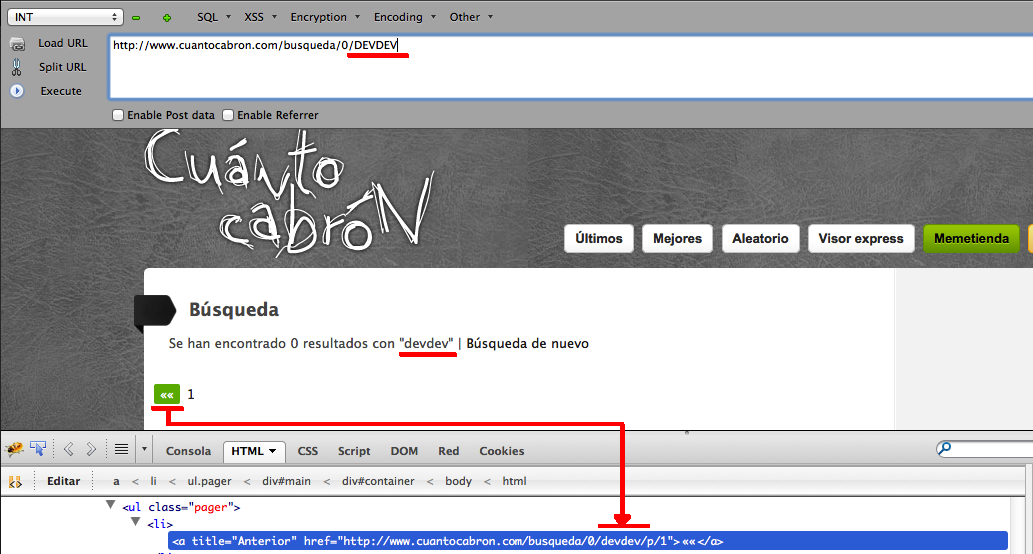 INT SQL XSS Encryption Encoding Other
Load URL
Split URL
Execute
http://www.cuantocabron.com/busqueda/0/DEVDEV
Enable Post data Enable Referrer
Cuánto
cabróN
Últimos Mejores Aleatorio Visor express Memetienda
Búsqueda
Se han encontrado 0 resultados con "devdev" | Búsqueda de nuevo
«« 1
Consola HTML CSS Script DOM Red Cookies
Editar a < li < ul.pager < div#main < div#container < body < html
<ul class="pager">
<li>
<a title="Anterior" href="http://www.cuantocabron.com/busqueda/0/devdev/p/1">««</a>